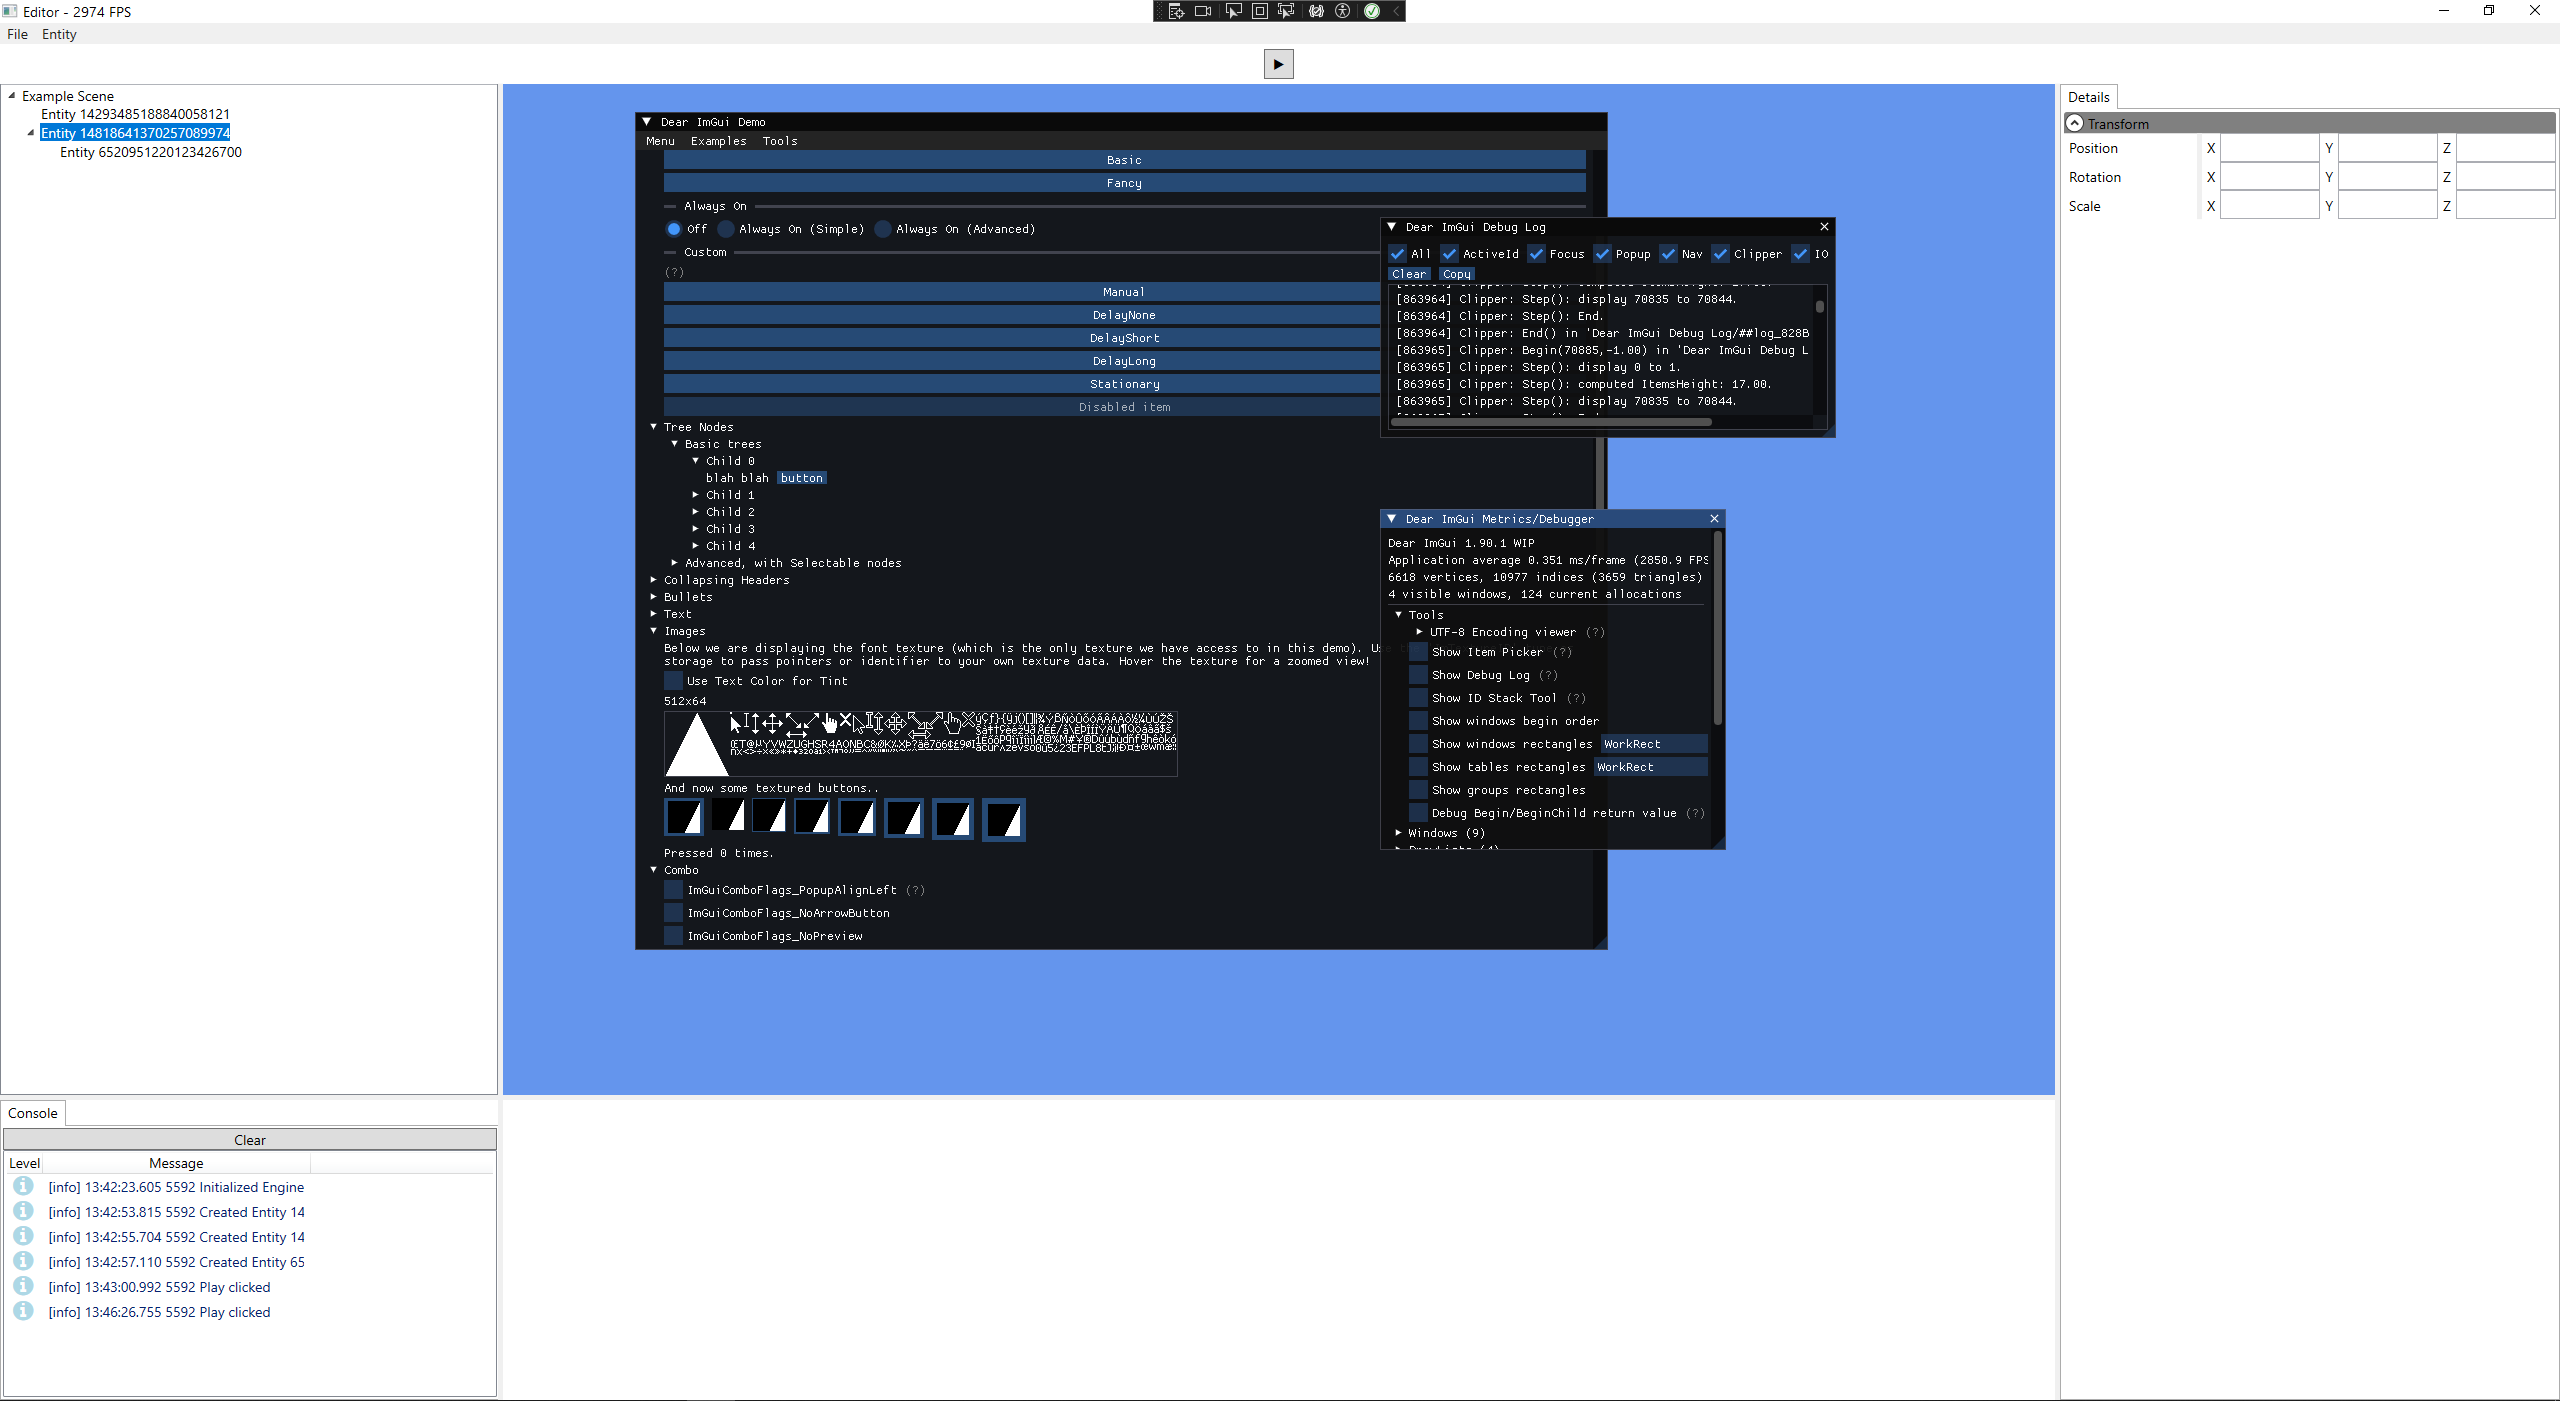 Editor - 2974 FPS
File Entity
Example Scene
Entity 14293485188840058121
Entity 14818641370257089974
Entity 6520951220123426700
Dear ImGui Demo
Menu Examples Tools
Basic
Fancy
Always On
Off Always On (Simple) Always On (Advanced)
Custom
(?)
Manual
DelayNone
DelayShort
DelayLong
Stationary
Disabled item
Tree Nodes
Basic trees
Child 0
blah blah button
Child 1
Child 2
Child 3
Child 4
Advanced, with Selectable nodes
Collapsing Headers
Bullets
Text
Images
Below we are displaying the font texture (which is the only texture we have access to in this demo). Use the
storage to pass pointers or identifier to your own texture data. Hover the texture for a zoomed view!
Use Text Color for Tint
512x64
And now some textured buttons..
Pressed 0 times.
Combo
ImGuiComboFlags_PopupAlignLeft (?)
ImGuiComboFlags_NoArrowButton
ImGuiComboFlags_NoPreview
Dear ImGui Debug Log
All ActiveId Focus Popup Nav Clipper IO
Clear Copy
[863964] Clipper: Step(): display 70835 to 70844.
[863964] Clipper: Step(): End.
[863964] Clipper: End() in 'Dear ImGui Debug Log/##log_828B
[863965] Clipper: Begin(70885,-1.00) in 'Dear ImGui Debug L
[863965] Clipper: Step(): display 0 to 1.
[863965] Clipper: Step(): computed ItemsHeight: 17.00.
[863965] Clipper: Step(): display 70835 to 70844.
Dear ImGui Metrics/Debugger
Dear ImGui 1.90.1 WIP
Application average 0.351 ms/frame (2850.9 FPS
6618 vertices, 10977 indices (3659 triangles)
4 visible windows, 124 current allocations
Tools
UTF-8 Encoding viewer (?)
Show Item Picker (?)
Show Debug Log (?)
Show ID Stack Tool (?)
Show windows begin order
Show windows rectangles WorkRect
Show tables rectangles WorkRect
Show groups rectangles
Debug Begin/BeginChild return value (?)
Windows (9)
DrawLists (4)
Details
Transform
Position X Y Z
Rotation X Y Z
Scale X Y Z
Console
Clear
Level Message
[info] 13:42:23.605 5592 Initialized Engine
[info] 13:42:53.815 5592 Created Entity 14
[info] 13:42:55.704 5592 Created Entity 14
[info] 13:42:57.110 5592 Created Entity 65
[info] 13:43:00.992 5592 Play clicked
[info] 13:46:26.755 5592 Play clicked